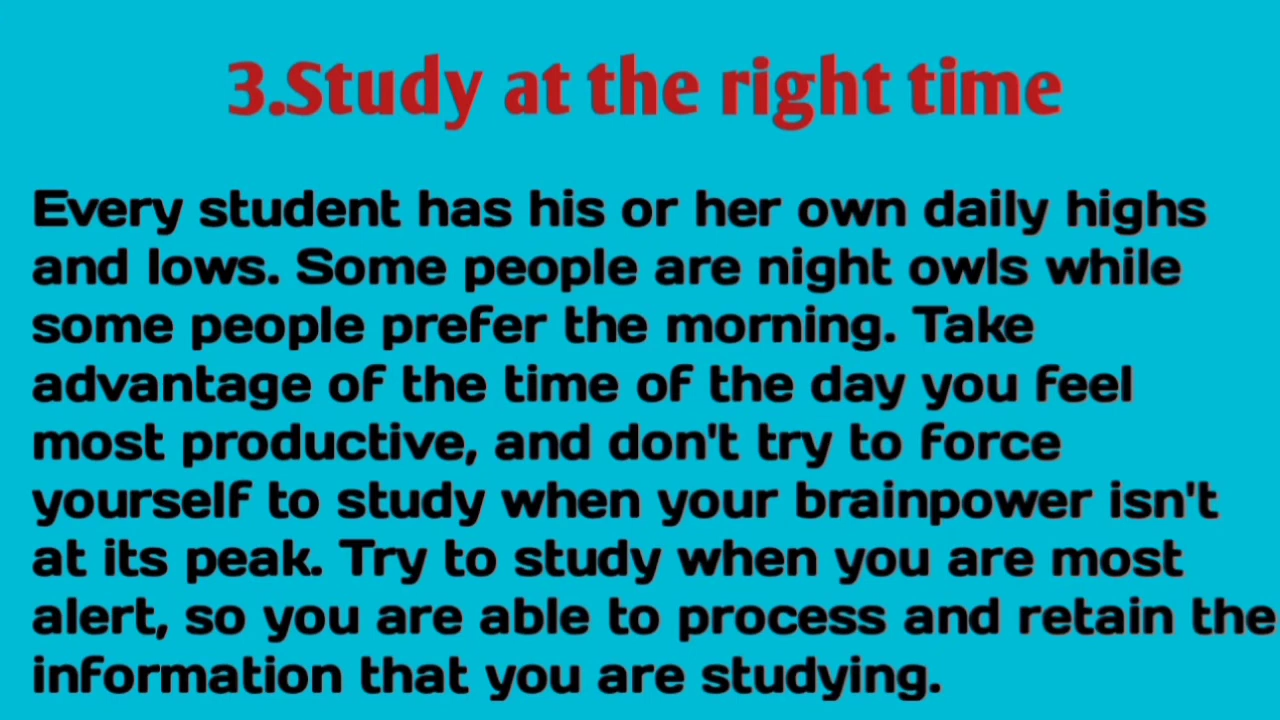 3.Study at the right time
Every student has his or her own daily highs
and lows. Some people are night owls while
some people prefer the morning. Take
advantage of the time of the day you feel
most productive, and don't try to force
yourself to study when your brainpower isn't
at its peak. Try to study when you are most
alert, so you are able to process and retain the
information that you are studying.